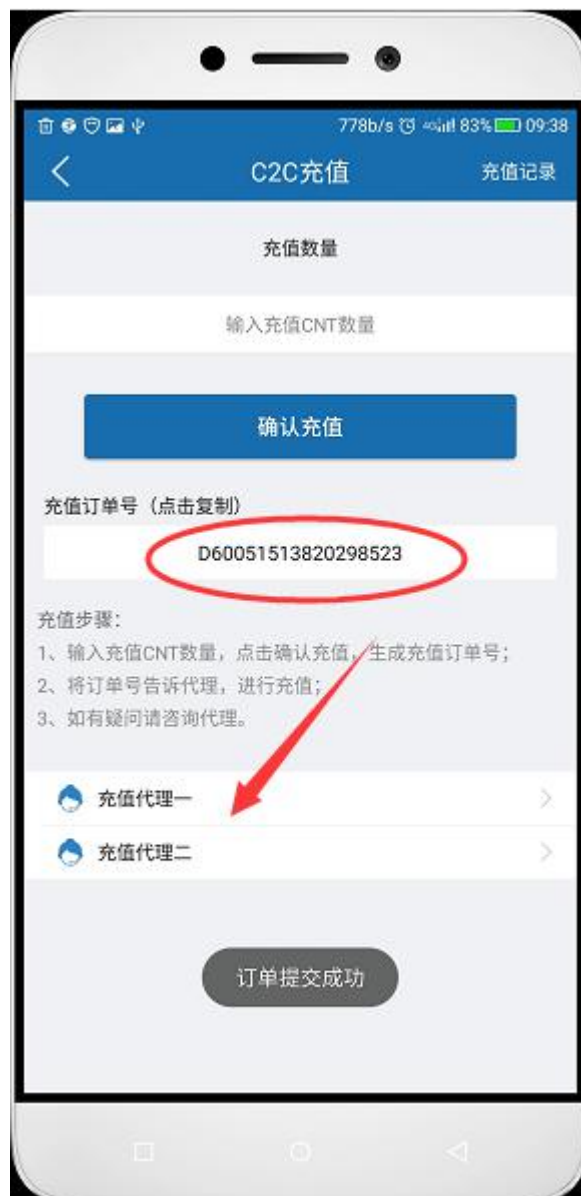 778b/s 83% 09:38
C2C充值
充值记录
充值数量
输入充值CNT数量
确认充值
充值订单号（点击复制）
D60051513820298523
充值步骤：
1、输入充值CNT数量，点击确认充值，生成充值订单号；
2、将订单号告诉代理，进行充值；
3、如有疑问请咨询代理。
充值代理一
充值代理二
订单提交成功